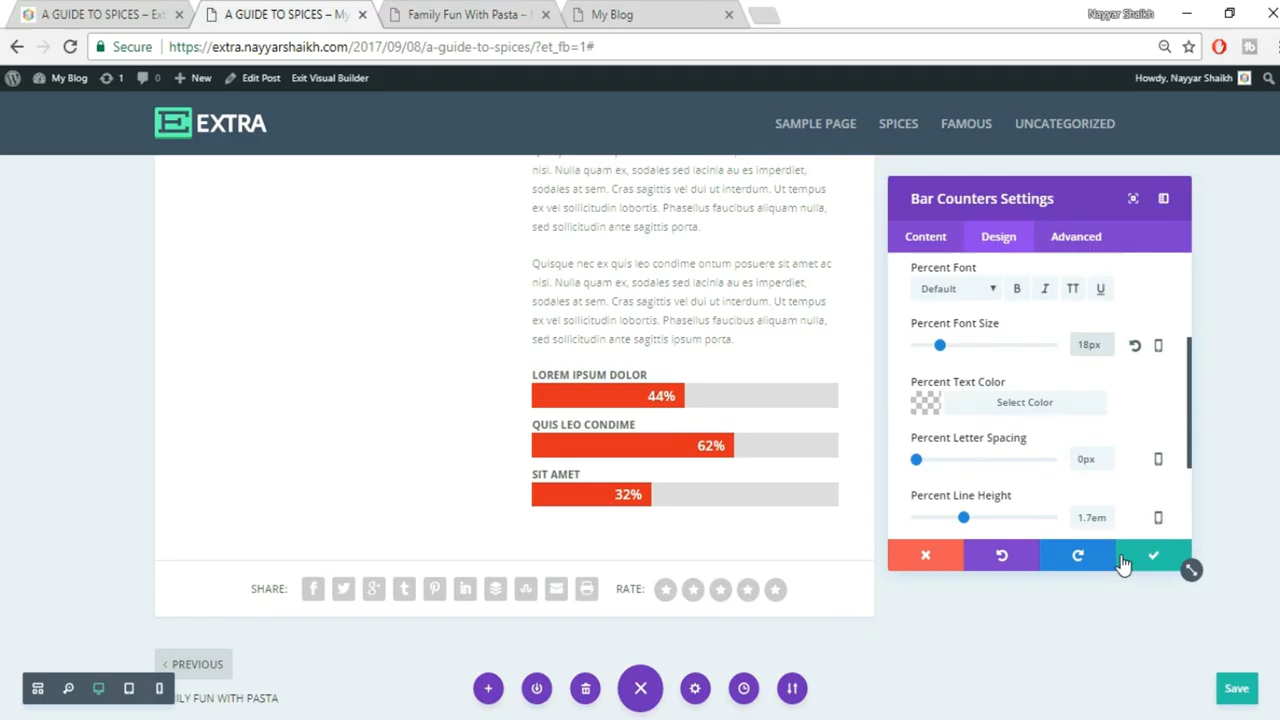 A GUIDE TO SPICES – Ext
A GUIDE TO SPICES – My
Family Fun With Pasta –
My Blog
Nayyar Shaikh
Secure
https://extra.nayyarshaikh.com/2017/09/08/a-guide-to-spices/?et_fb=1#
My Blog
1
0
New
Edit Post
Exit Visual Builder
Howdy, Nayyar Shaikh
EXTRA
SAMPLE PAGE
SPICES
FAMOUS
UNCATEGORIZED
nisi. Nulla quam ex, sodales sed lacinia au es imperdiet,
sodales at sem. Cras sagittis vel dui ut interdum. Ut tempus
ex vel sollicitudin lobortis. Phasellus faucibus aliquam nulla,
sed sollicitudin ante sagittis porta.
Quisque nec ex quis leo condime ontum posuere sit amet ac
nisi. Nulla quam ex, sodales sed lacinia au es imperdiet,
sodales at sem. Cras sagittis vel dui ut interdum. Ut tempus
ex vel sollicitudin lobortis. Phasellus faucibus aliquam nulla,
sed sollicitudin ante sagittis ipsum porta.
LOREM IPSUM DOLOR
44%
QUIS LEO CONDIME
62%
SIT AMET
32%
Bar Counters Settings
Content
Design
Advanced
Percent Font
Default
B
I
TT
U
Percent Font Size
18px
Percent Text Color
Select Color
Percent Letter Spacing
0px
Percent Line Height
1.7em
SHARE:
RATE:
< PREVIOUS
ILY FUN WITH PASTA
Save